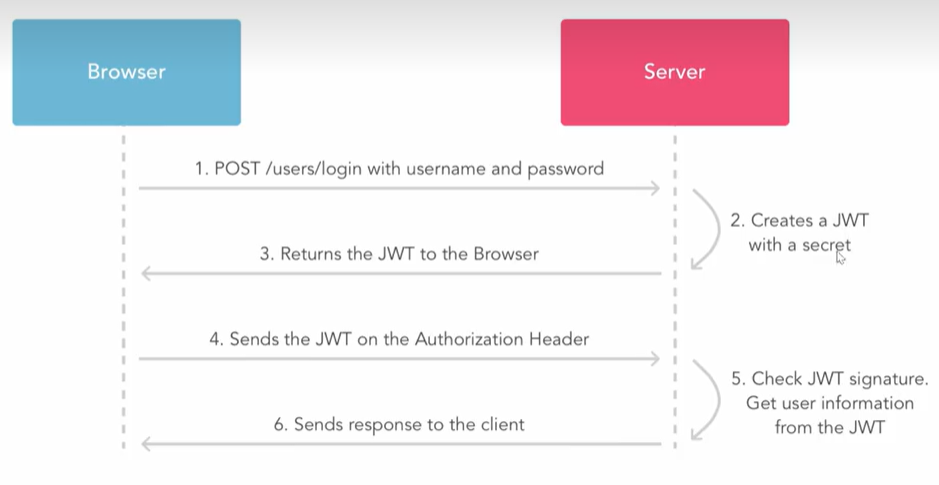 Browser
Server
1. POST /users/login with username and password
2. Creates a JWT
with a secret
3. Returns the JWT to the Browser
4. Sends the JWT on the Authorization Header
5. Check JWT signature.
Get user information
from the JWT
6. Sends response to the client